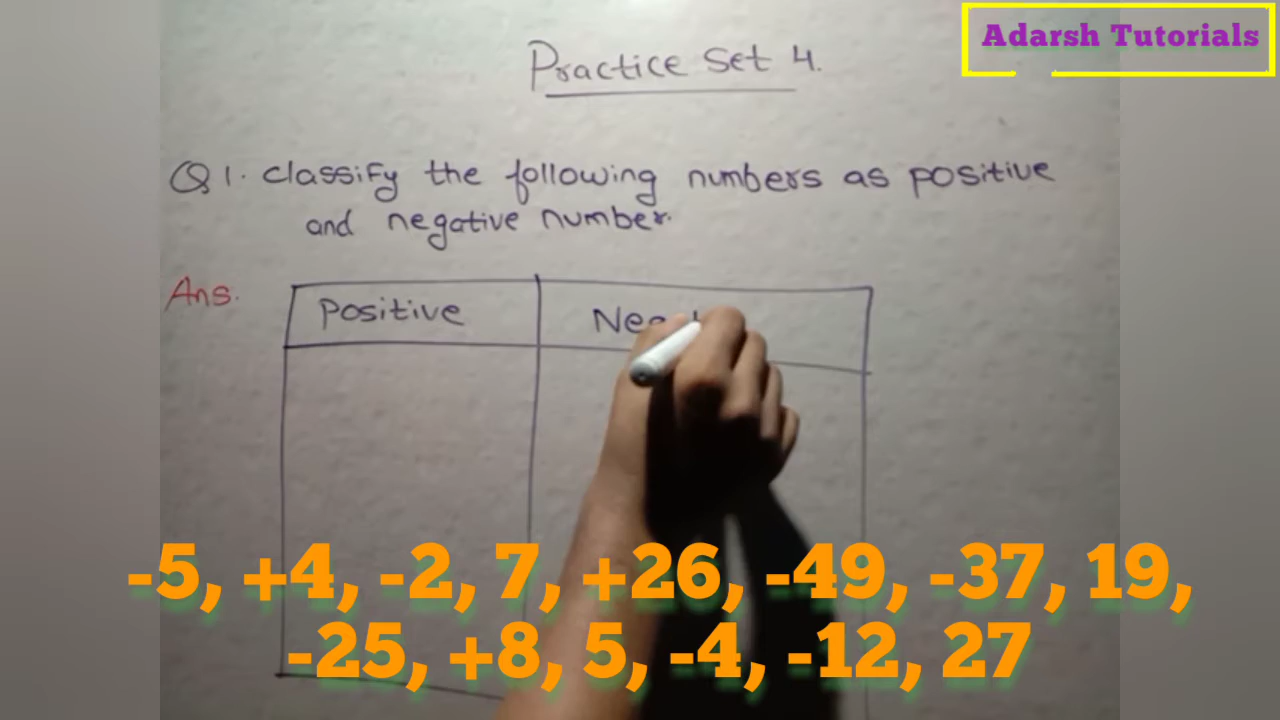 Adarsh Tutorials
Practice Set 4.
Q1. classify the following numbers as positive
and negative number.
Ans.
Positive
-5, +4, -2, 7, +26, -49, -37, 19,
-25, +8, 5, -4, -12, 27